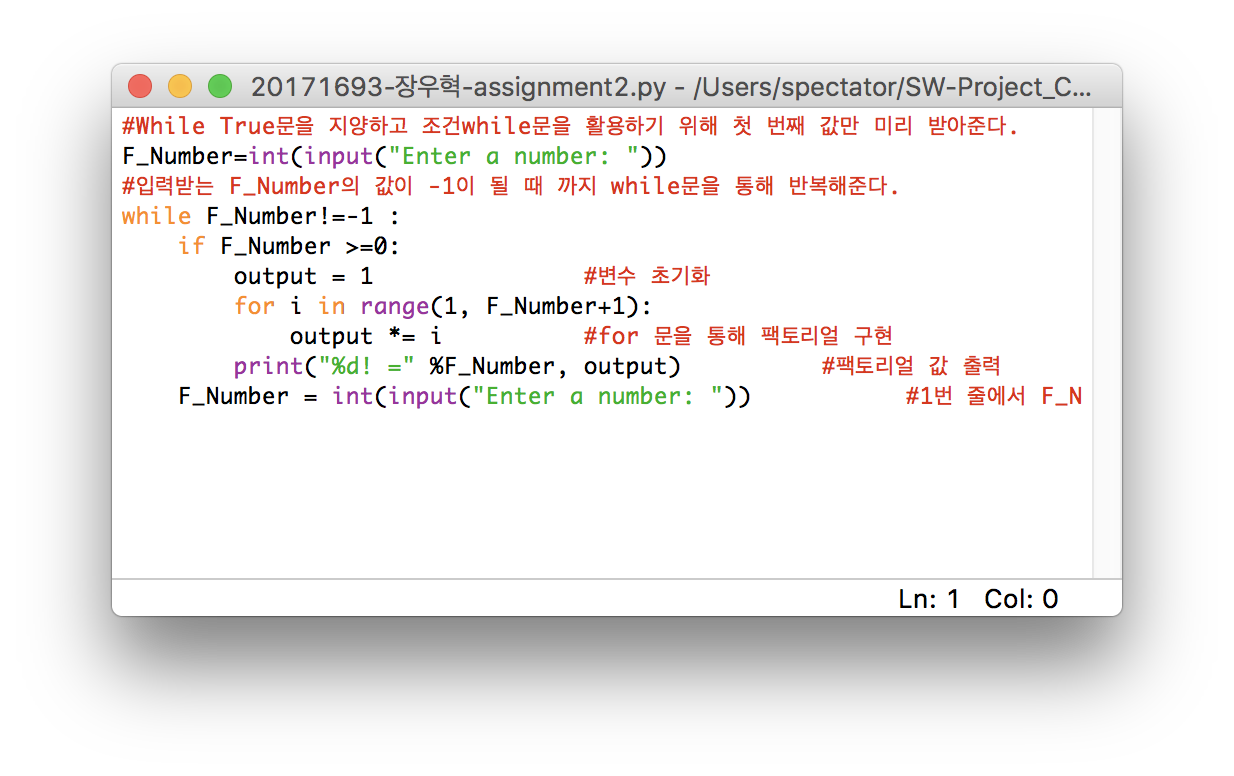 20171693-장우혁-assignment2.py - /Users/spectator/SW-Project_C...
#While True문을 지양하고 조건while문을 활용하기 위해 첫 번째 값만 미리 받아준다.
F_Number=int(input("Enter a number: "))
#입력받는 F_Number의 값이 -1이 될 때 까지 while문을 통해 반복해준다.
while F_Number!=-1 :
    if F_Number >=0:
        output = 1               #변수 초기화
        for i in range(1, F_Number+1):
            output *= i          #for 문을 통해 팩토리얼 구현
        print("%d! =" %F_Number, output)          #팩토리얼 값 출력
    F_Number = int(input("Enter a number: "))           #1번 줄에서 F_N
Ln: 1 Col: 0